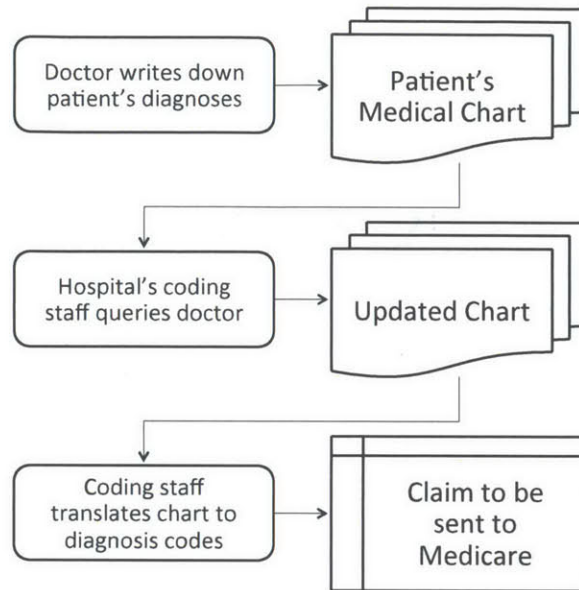 Doctor writes down
patient's diagnoses
Patient's
Medical Chart
Hospital's coding
staff queries doctor
Updated Chart
Coding staff
translates chart to
diagnosis codes
Claim to be
sent to
Medicare